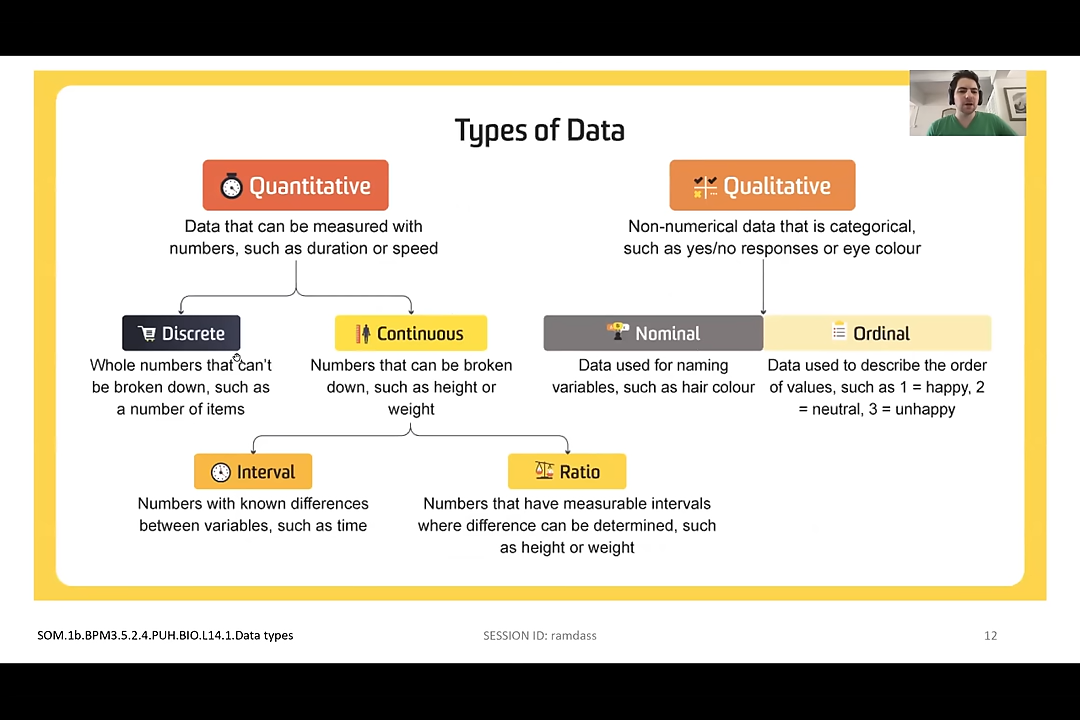 Types of Data
Quantitative
Data that can be measured with
numbers, such as duration or speed
Qualitative
Non-numerical data that is categorical,
such as yes/no responses or eye colour
Discrete
Whole numbers that can't
be broken down, such as
a number of items
Continuous
Numbers that can be broken
down, such as height or
weight
Nominal
Data used for naming
variables, such as hair colour
Ordinal
Data used to describe the order
of values, such as 1 = happy, 2
= neutral, 3 = unhappy
Interval
Numbers with known differences
between variables, such as time
Ratio
Numbers that have measurable intervals
where difference can be determined, such
as height or weight
SOM.1b.BPM3.5.2.4.PUH.BIO.L14.1.Data types
SESSION ID: ramdass
12